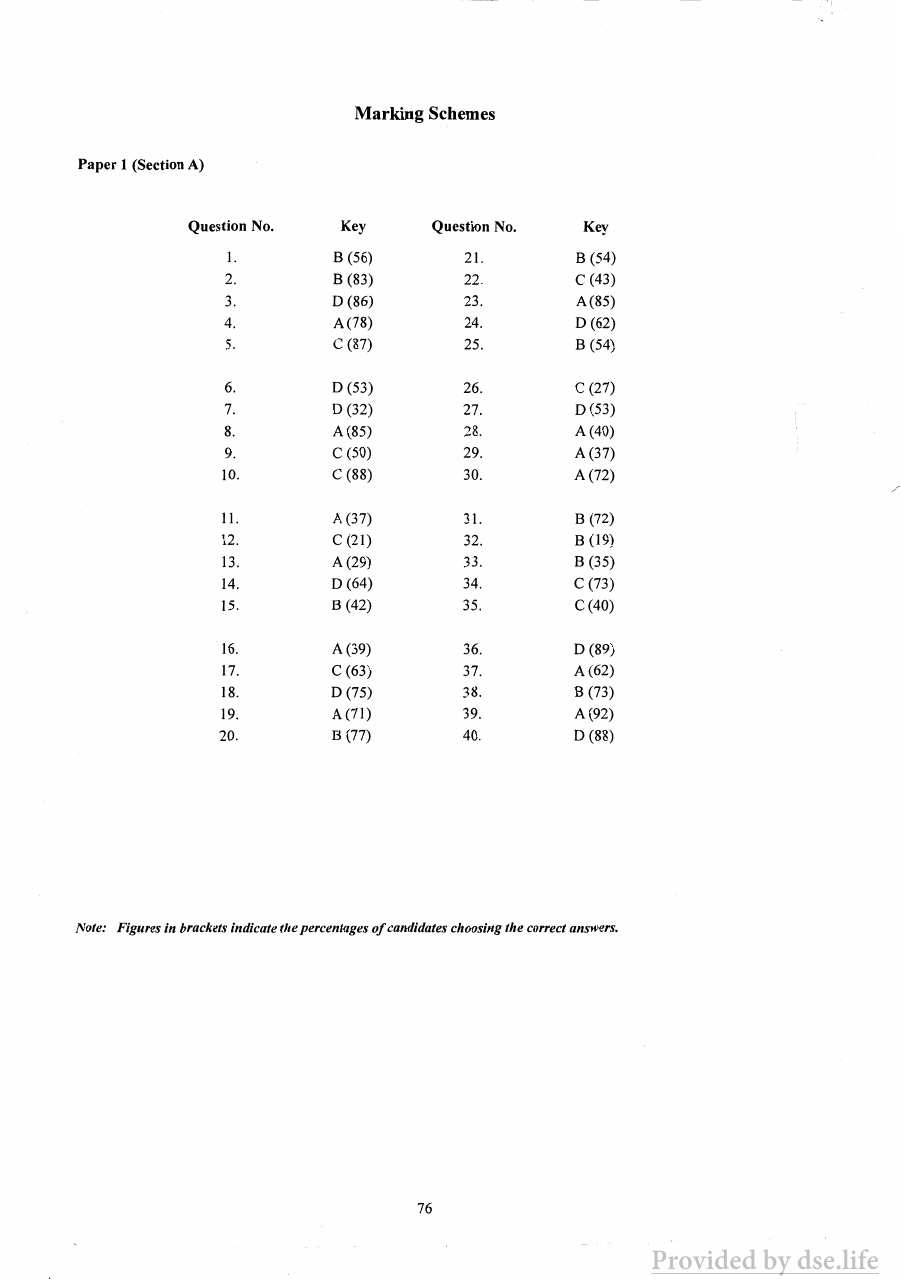 Marking Schemes
Paper 1 (Section A)
Question No. Key Question No. Key
1. B (56) 21. B (54)
2. B (83) 22. C (43)
3. D (86) 23. A (85)
4. A (78) 24. D (62)
5. C (87) 25. B (54)
6. D (53) 26. C (27)
7. D (32) 27. D (53)
8. A (85) 28. A (40)
9. C (50) 29. A (37)
10. C (88) 30. A (72)
11. A (37) 31. B (72)
12. C (21) 32. B (19)
13. A (29) 33. B (35)
14. D (64) 34. C (73)
15. B (42) 35. C (40)
16. A (39) 36. D (89)
17. C (63) 37. A (62)
18. D (75) 38. B (73)
19. A (71) 39. A (92)
20. B (77) 40. D (88)
Note: Figures in brackets indicate the percentages of candidates choosing the correct answers.
76
Provided by dse.life